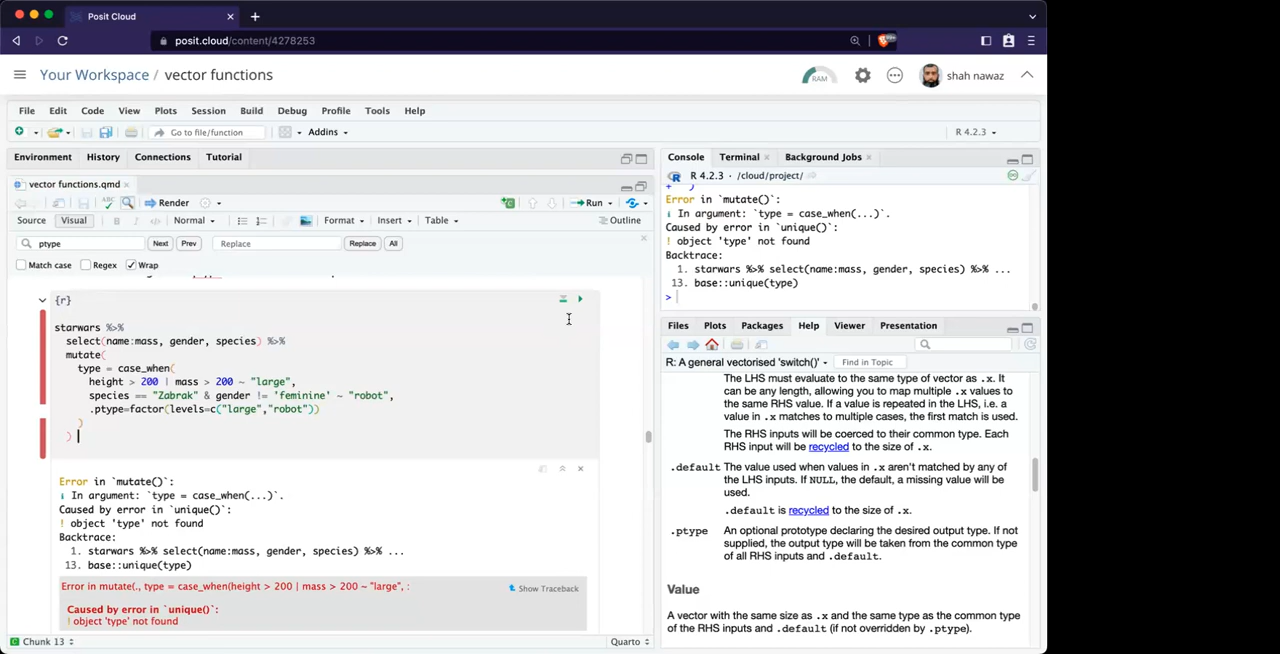 Posit Cloud
posit.cloud/content/4278253
Your Workspace / vector functions
RAM
shah nawaz
File Edit Code View Plots Session Build Debug Profile Tools Help
Go to file/function
Addins
R 4.2.3
Environment History Connections Tutorial
vector functions.qmd
Render
Run
Source Visual
B I
Normal
Format Insert Table
Outline
ptype
Next Prev
Replace
Replace All
Match case Regex Wrap
{r}
starwars %>%
select(name:mass, gender, species) %>%
mutate(
type = case_when(
height > 200 | mass > 200 ~ "large",
species == "Zabrak" & gender != 'feminine' ~ "robot",
.ptype=factor(levels=c("large","robot"))
)
)
Error in `mutate()`:
ℹ In argument: `type = case_when(...)`.
Caused by error in `unique()`:
! object 'type' not found
Backtrace:
1. starwars %>% select(name:mass, gender, species) %>% ...
13. base::unique(type)
Error in mutate(., type = case_when(height > 200 | mass > 200 ~ "large", :
Show Traceback
Caused by error in `unique()`:
! object 'type' not found
Chunk 13
Quarto
Console Terminal Background Jobs
R 4.2.3 · /cloud/project/
+ )
Error in `mutate()`:
ℹ In argument: `type = case_when(...)`.
Caused by error in `unique()`:
! object 'type' not found
Backtrace:
1. starwars %>% select(name:mass, gender, species) %>% ...
13. base::unique(type)
>
Files Plots Packages Help Viewer Presentation
R: A general vectorised 'switch()'
Find in Topic
The LHS must evaluate to the same type of vector as .x. It
can be any length, allowing you to map multiple .x values to
the same RHS value. If a value is repeated in the LHS, i.e. a
value in .x matches to multiple cases, the first match is used.
The RHS inputs will be coerced to their common type. Each
RHS input will be recycled to the size of .x.
.default The value used when values in .x aren't matched by any of
the LHS inputs. If NULL, the default, a missing value will be
used.
.default is recycled to the size of .x.
.ptype An optional prototype declaring the desired output type. If not
supplied, the output type will be taken from the common type
of all RHS inputs and .default.
Value
A vector with the same size as .x and the same type as the common type
of the RHS inputs and .default (if not overridden by .ptype).